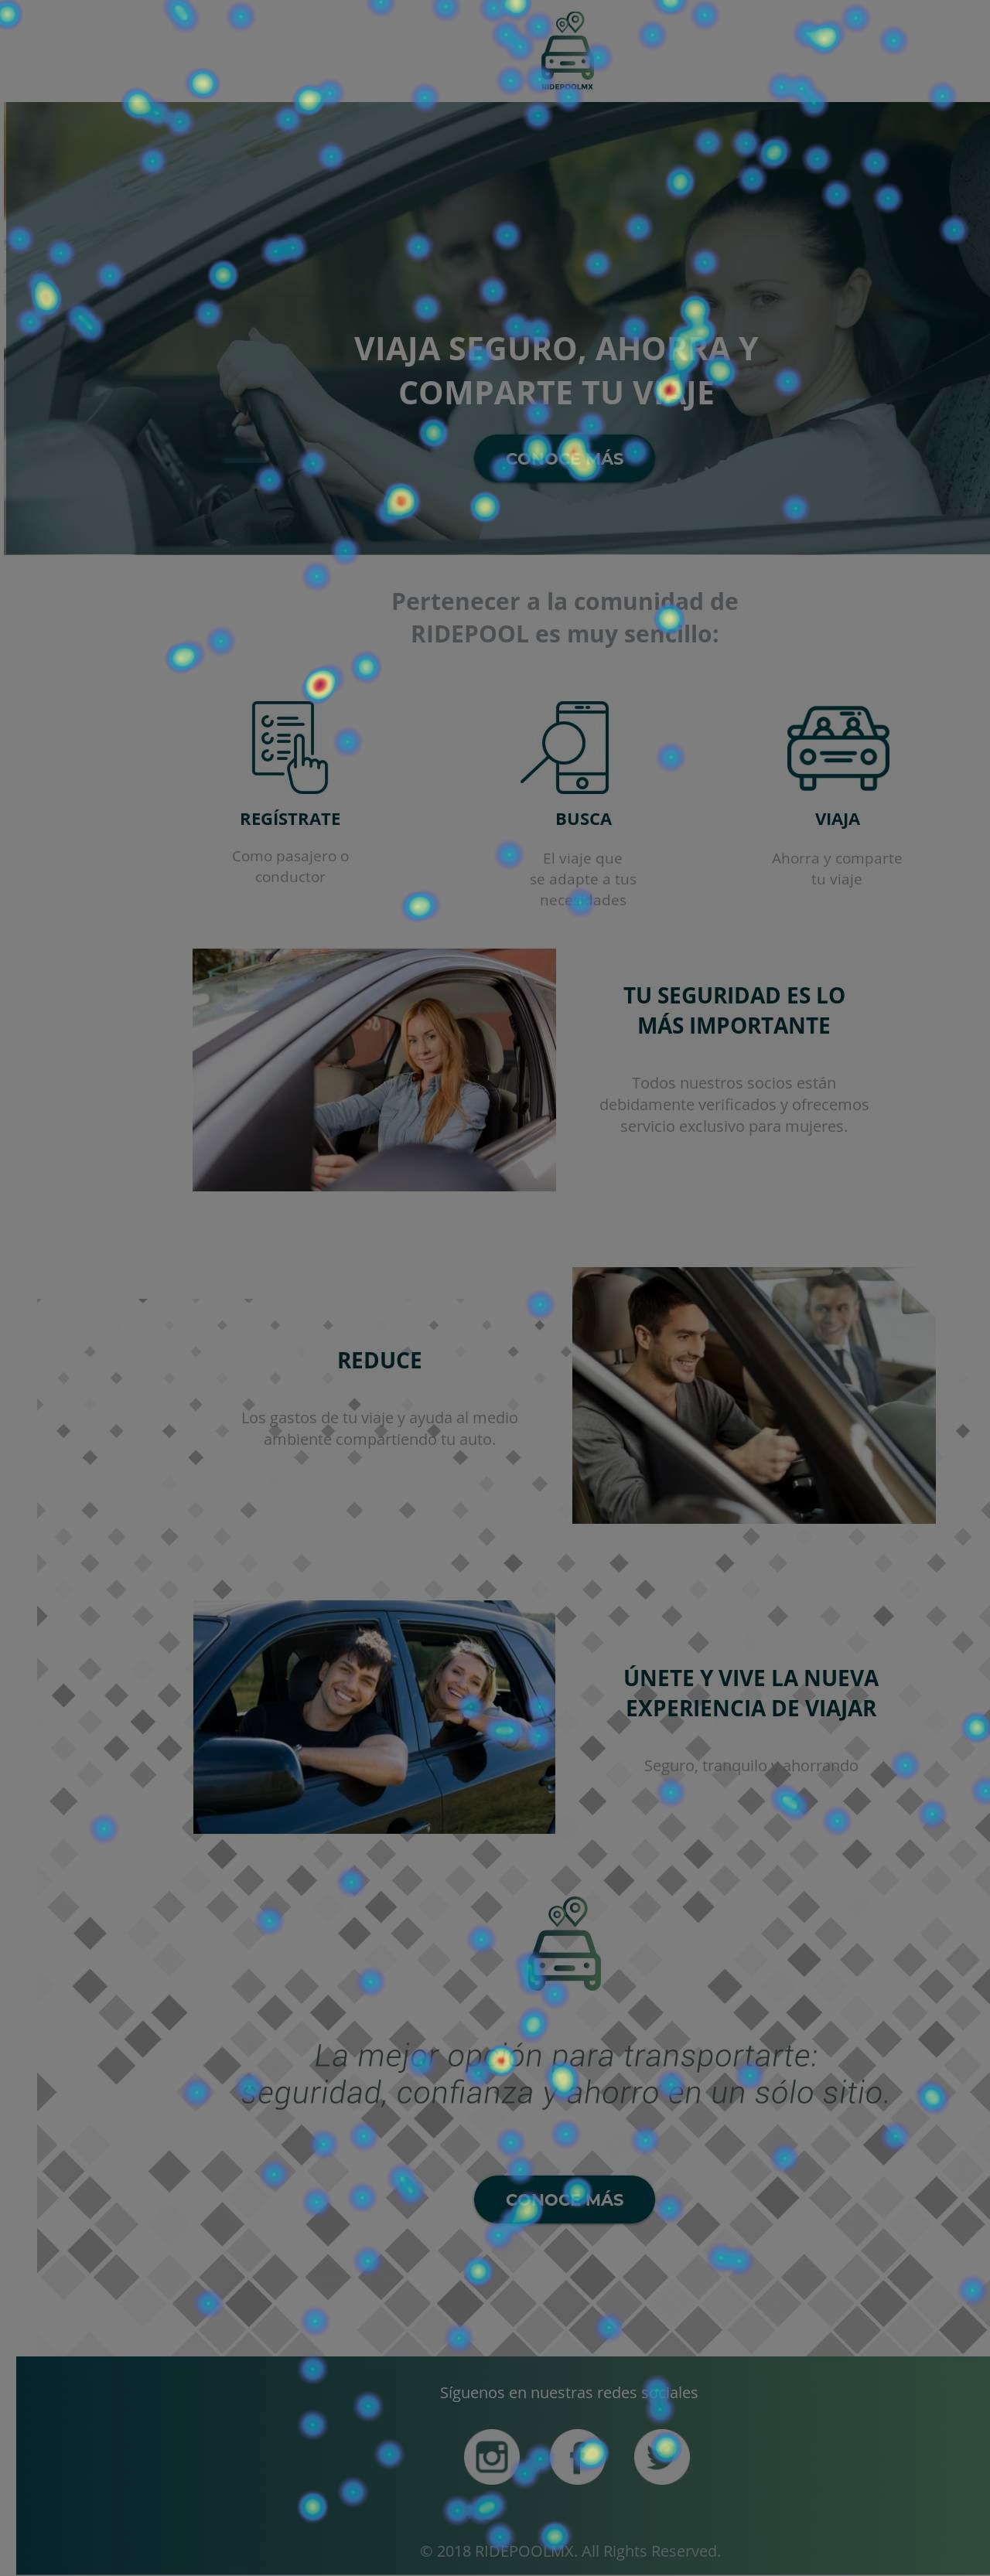 RIDEPOOLMX
VIAJA SEGURO, AHORRA Y
COMPARTE TU VIAJE
CONOCE MÁS
Pertenecer a la comunidad de
RIDEPOOL es muy sencillo:
REGÍSTRATE
BUSCA
VIAJA
Como pasajero o
conductor
El viaje que
se adapte a tus
necesidades
Ahorra y comparte
tu viaje
TU SEGURIDAD ES LO
MÁS IMPORTANTE
Todos nuestros socios están
debidamente verificados y ofrecemos
servicio exclusivo para mujeres.
REDUCE
Los gastos de tu viaje y ayuda al medio
ambiente compartiendo tu auto.
ÚNETE Y VIVE LA NUEVA
EXPERIENCIA DE VIAJAR
Seguro, tranquilo y ahorrando
La mejor opción para transportarte:
seguridad, confianza y ahorro en un sólo sitio.
CONOCE MÁS
Síguenos en nuestras redes sociales
© 2018 RIDEPOOLMX. All Rights Reserved.